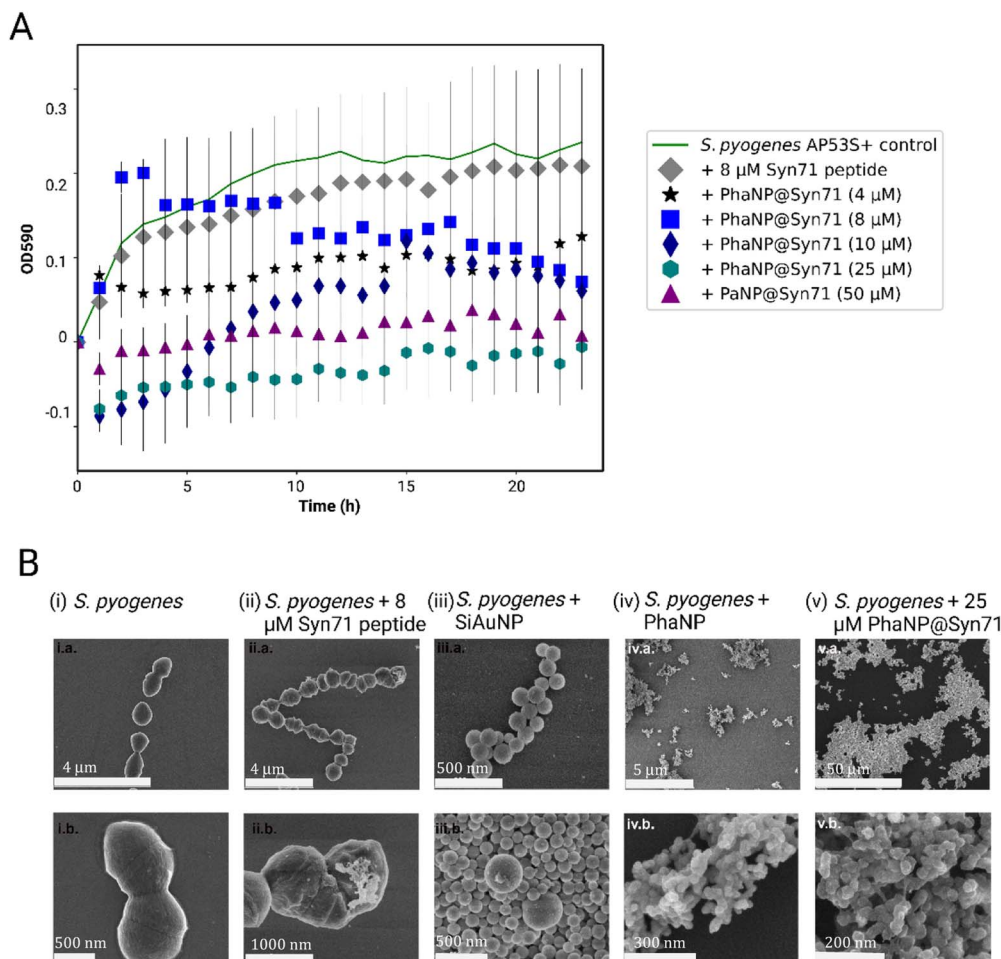 A
0.3
0.2
0.1
0
-0.1
OD590
0
5
10
15
20
Time (h)
S. pyogenes AP53S+ control
+ 8 µM Syn71 peptide
+ PhaNP@Syn71 (4 µM)
+ PhaNP@Syn71 (8 µM)
+ PhaNP@Syn71 (10 µM)
+ PhaNP@Syn71 (25 µM)
+ PaNP@Syn71 (50 µM)
B
(i) S. pyogenes
(ii) S. pyogenes + 8
µM Syn71 peptide
(iii) S. pyogenes +
SiAuNP
(iv) S. pyogenes +
PhaNP
(v) S. pyogenes + 25
µM PhaNP@Syn71
i.a.
4 µm
ii.a.
4 µm
iii.a.
500 nm
iv.a.
5 µm
v.a.
50 µm
i.b.
500 nm
ii.b.
1000 nm
iii.b.
500 nm
iv.b.
300 nm
v.b.
200 nm